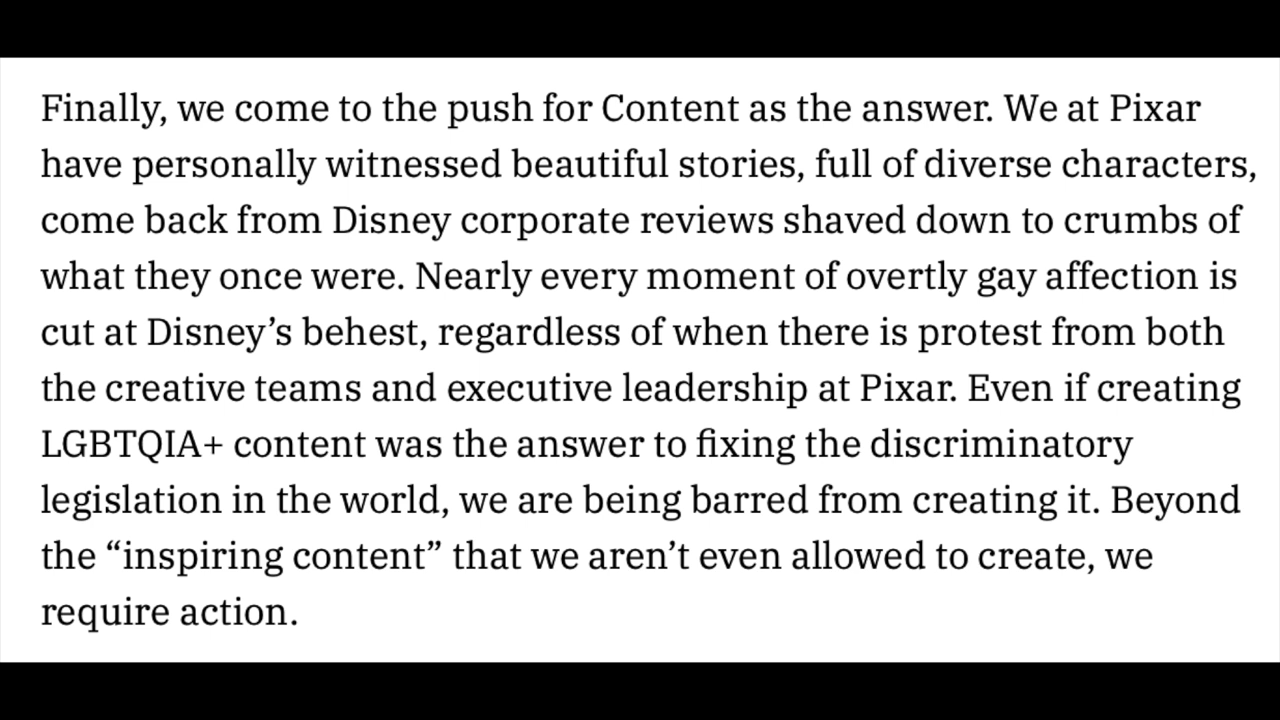 Finally, we come to the push for Content as the answer. We at Pixar
have personally witnessed beautiful stories, full of diverse characters,
come back from Disney corporate reviews shaved down to crumbs of
what they once were. Nearly every moment of overtly gay affection is
cut at Disney’s behest, regardless of when there is protest from both
the creative teams and executive leadership at Pixar. Even if creating
LGBTQIA+ content was the answer to fixing the discriminatory
legislation in the world, we are being barred from creating it. Beyond
the “inspiring content” that we aren’t even allowed to create, we
require action.